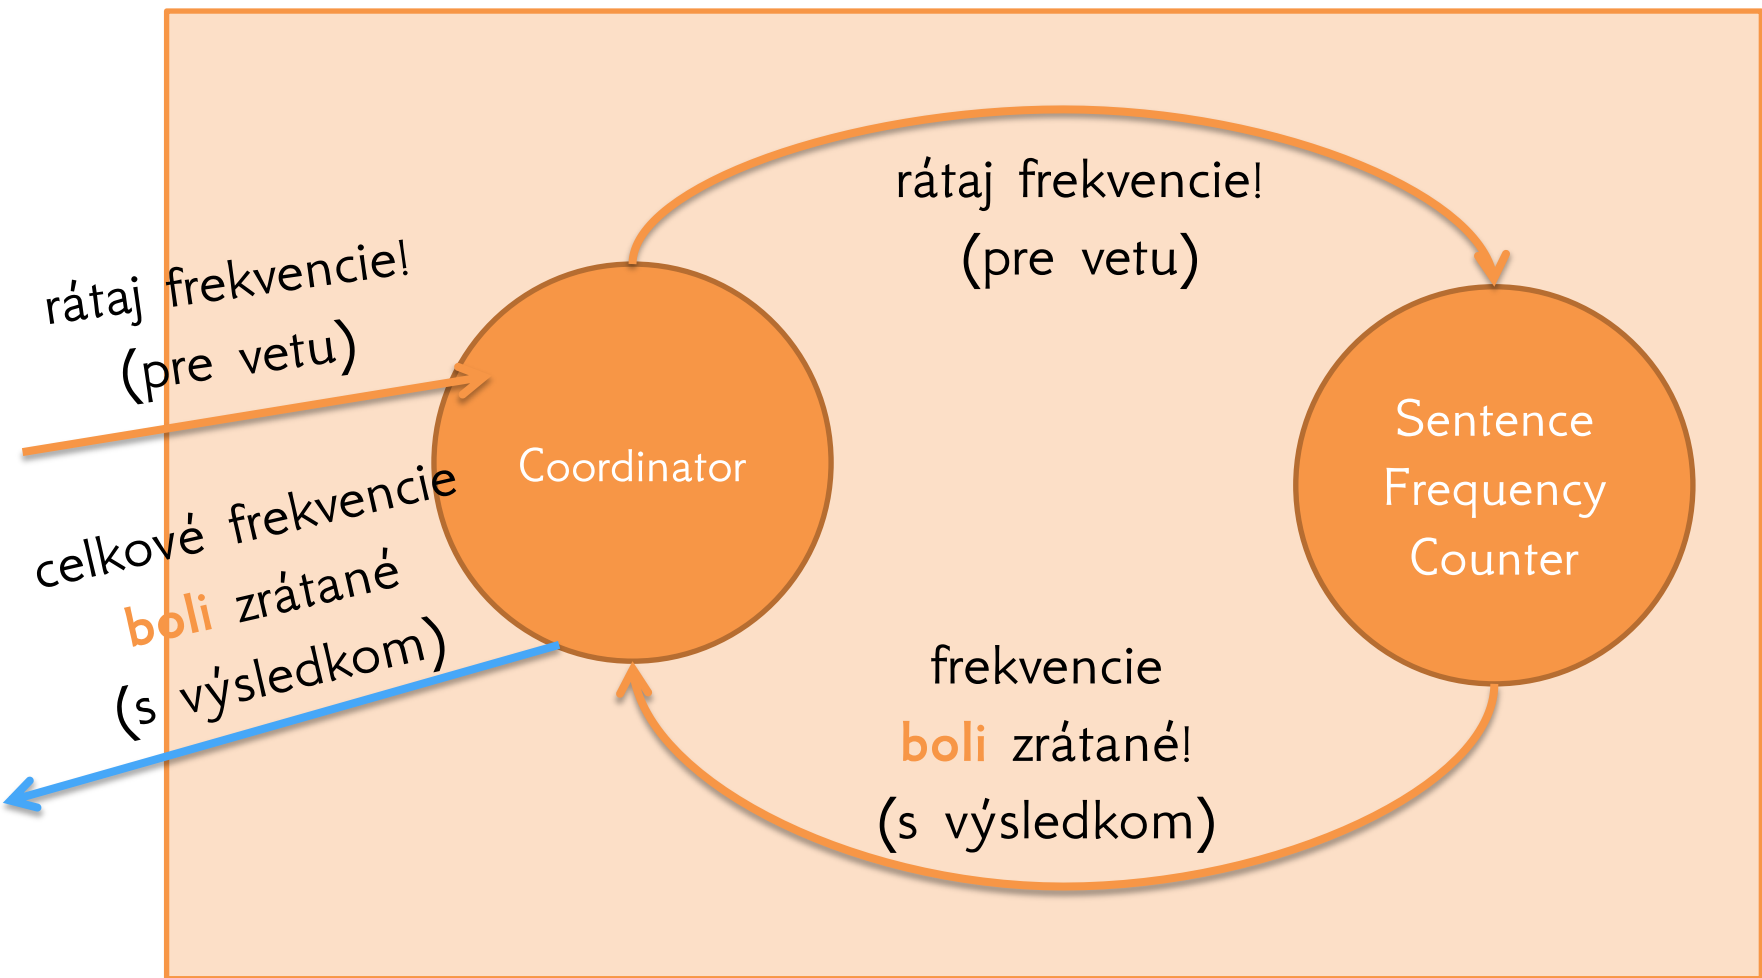 rátaj frekvencie!
(pre vetu)
rátaj frekvencie!
(pre vetu)
Coordinator
Sentence
Frequency
Counter
celkové frekvencie
boli zrátané
(s výsledkom)
frekvencie
boli zrátané!
(s výsledkom)